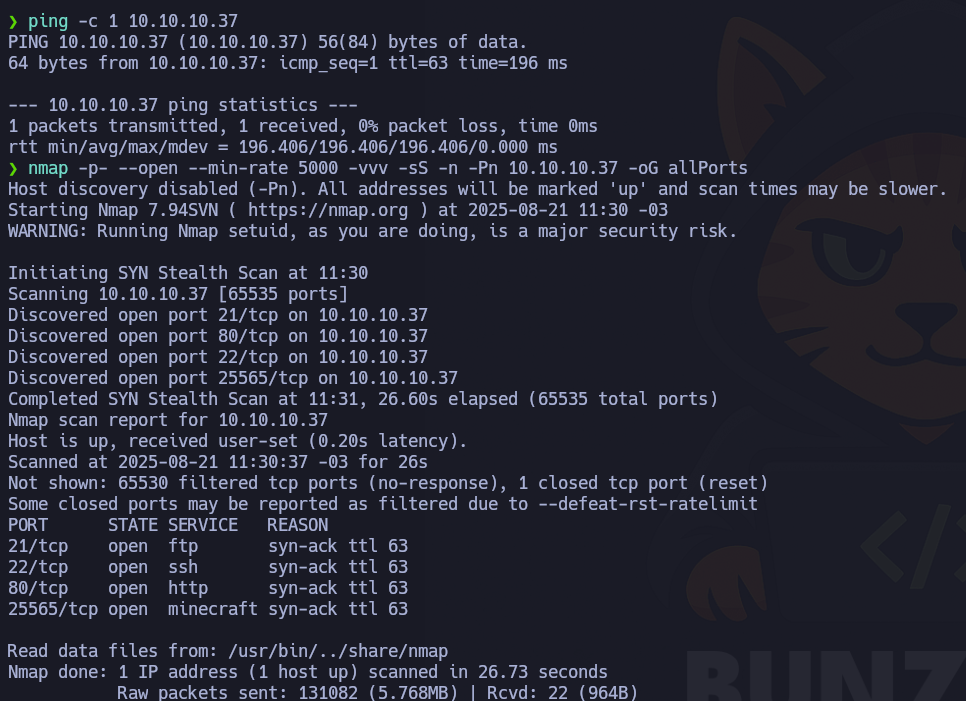 ❯ ping -c 1 10.10.10.37
PING 10.10.10.37 (10.10.10.37) 56(84) bytes of data.
64 bytes from 10.10.10.37: icmp_seq=1 ttl=63 time=196 ms
--- 10.10.10.37 ping statistics ---
1 packets transmitted, 1 received, 0% packet loss, time 0ms
rtt min/avg/max/mdev = 196.406/196.406/196.406/0.000 ms
❯ nmap -p- --open --min-rate 5000 -vvv -sS -n -Pn 10.10.10.37 -oG allPorts
Host discovery disabled (-Pn). All addresses will be marked 'up' and scan times may be slower.
Starting Nmap 7.94SVN ( https://nmap.org ) at 2025-08-21 11:30 -03
WARNING: Running Nmap setuid, as you are doing, is a major security risk.
Initiating SYN Stealth Scan at 11:30
Scanning 10.10.10.37 [65535 ports]
Discovered open port 21/tcp on 10.10.10.37
Discovered open port 80/tcp on 10.10.10.37
Discovered open port 22/tcp on 10.10.10.37
Discovered open port 25565/tcp on 10.10.10.37
Completed SYN Stealth Scan at 11:31, 26.60s elapsed (65535 total ports)
Nmap scan report for 10.10.10.37
Host is up, received user-set (0.20s latency).
Scanned at 2025-08-21 11:30:37 -03 for 26s
Not shown: 65530 filtered tcp ports (no-response), 1 closed tcp port (reset)
Some closed ports may be reported as filtered due to --defeat-rst-ratelimit
PORT      STATE SERVICE   REASON
21/tcp    open  ftp       syn-ack ttl 63
22/tcp    open  ssh       syn-ack ttl 63
80/tcp    open  http      syn-ack ttl 63
25565/tcp open  minecraft syn-ack ttl 63
Read data files from: /usr/bin/../share/nmap
Nmap done: 1 IP address (1 host up) scanned in 26.73 seconds
Raw packets sent: 131082 (5.768MB) | Rcvd: 22 (964B)